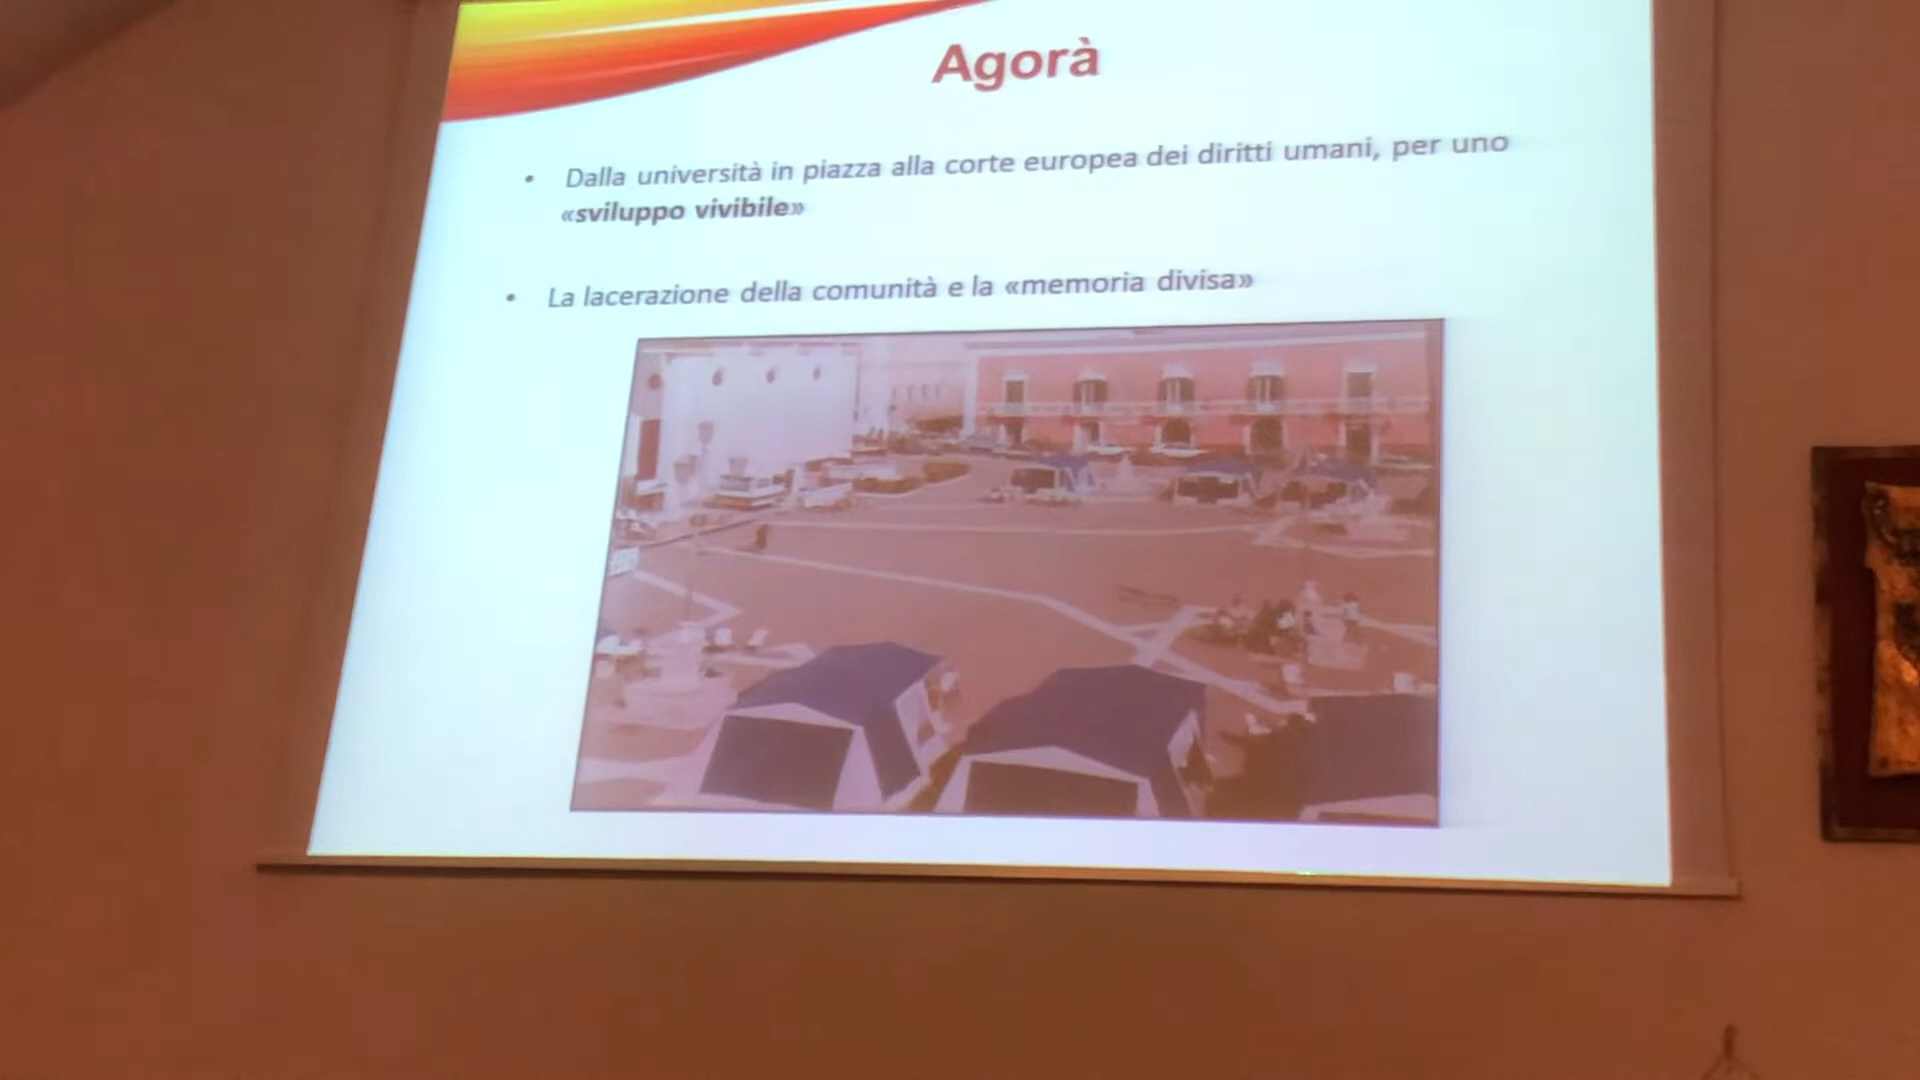 Agorà
• Dalla università in piazza alla corte europea dei diritti umani, per uno
«sviluppo vivibile»
• La lacerazione della comunità e la «memoria divisa»